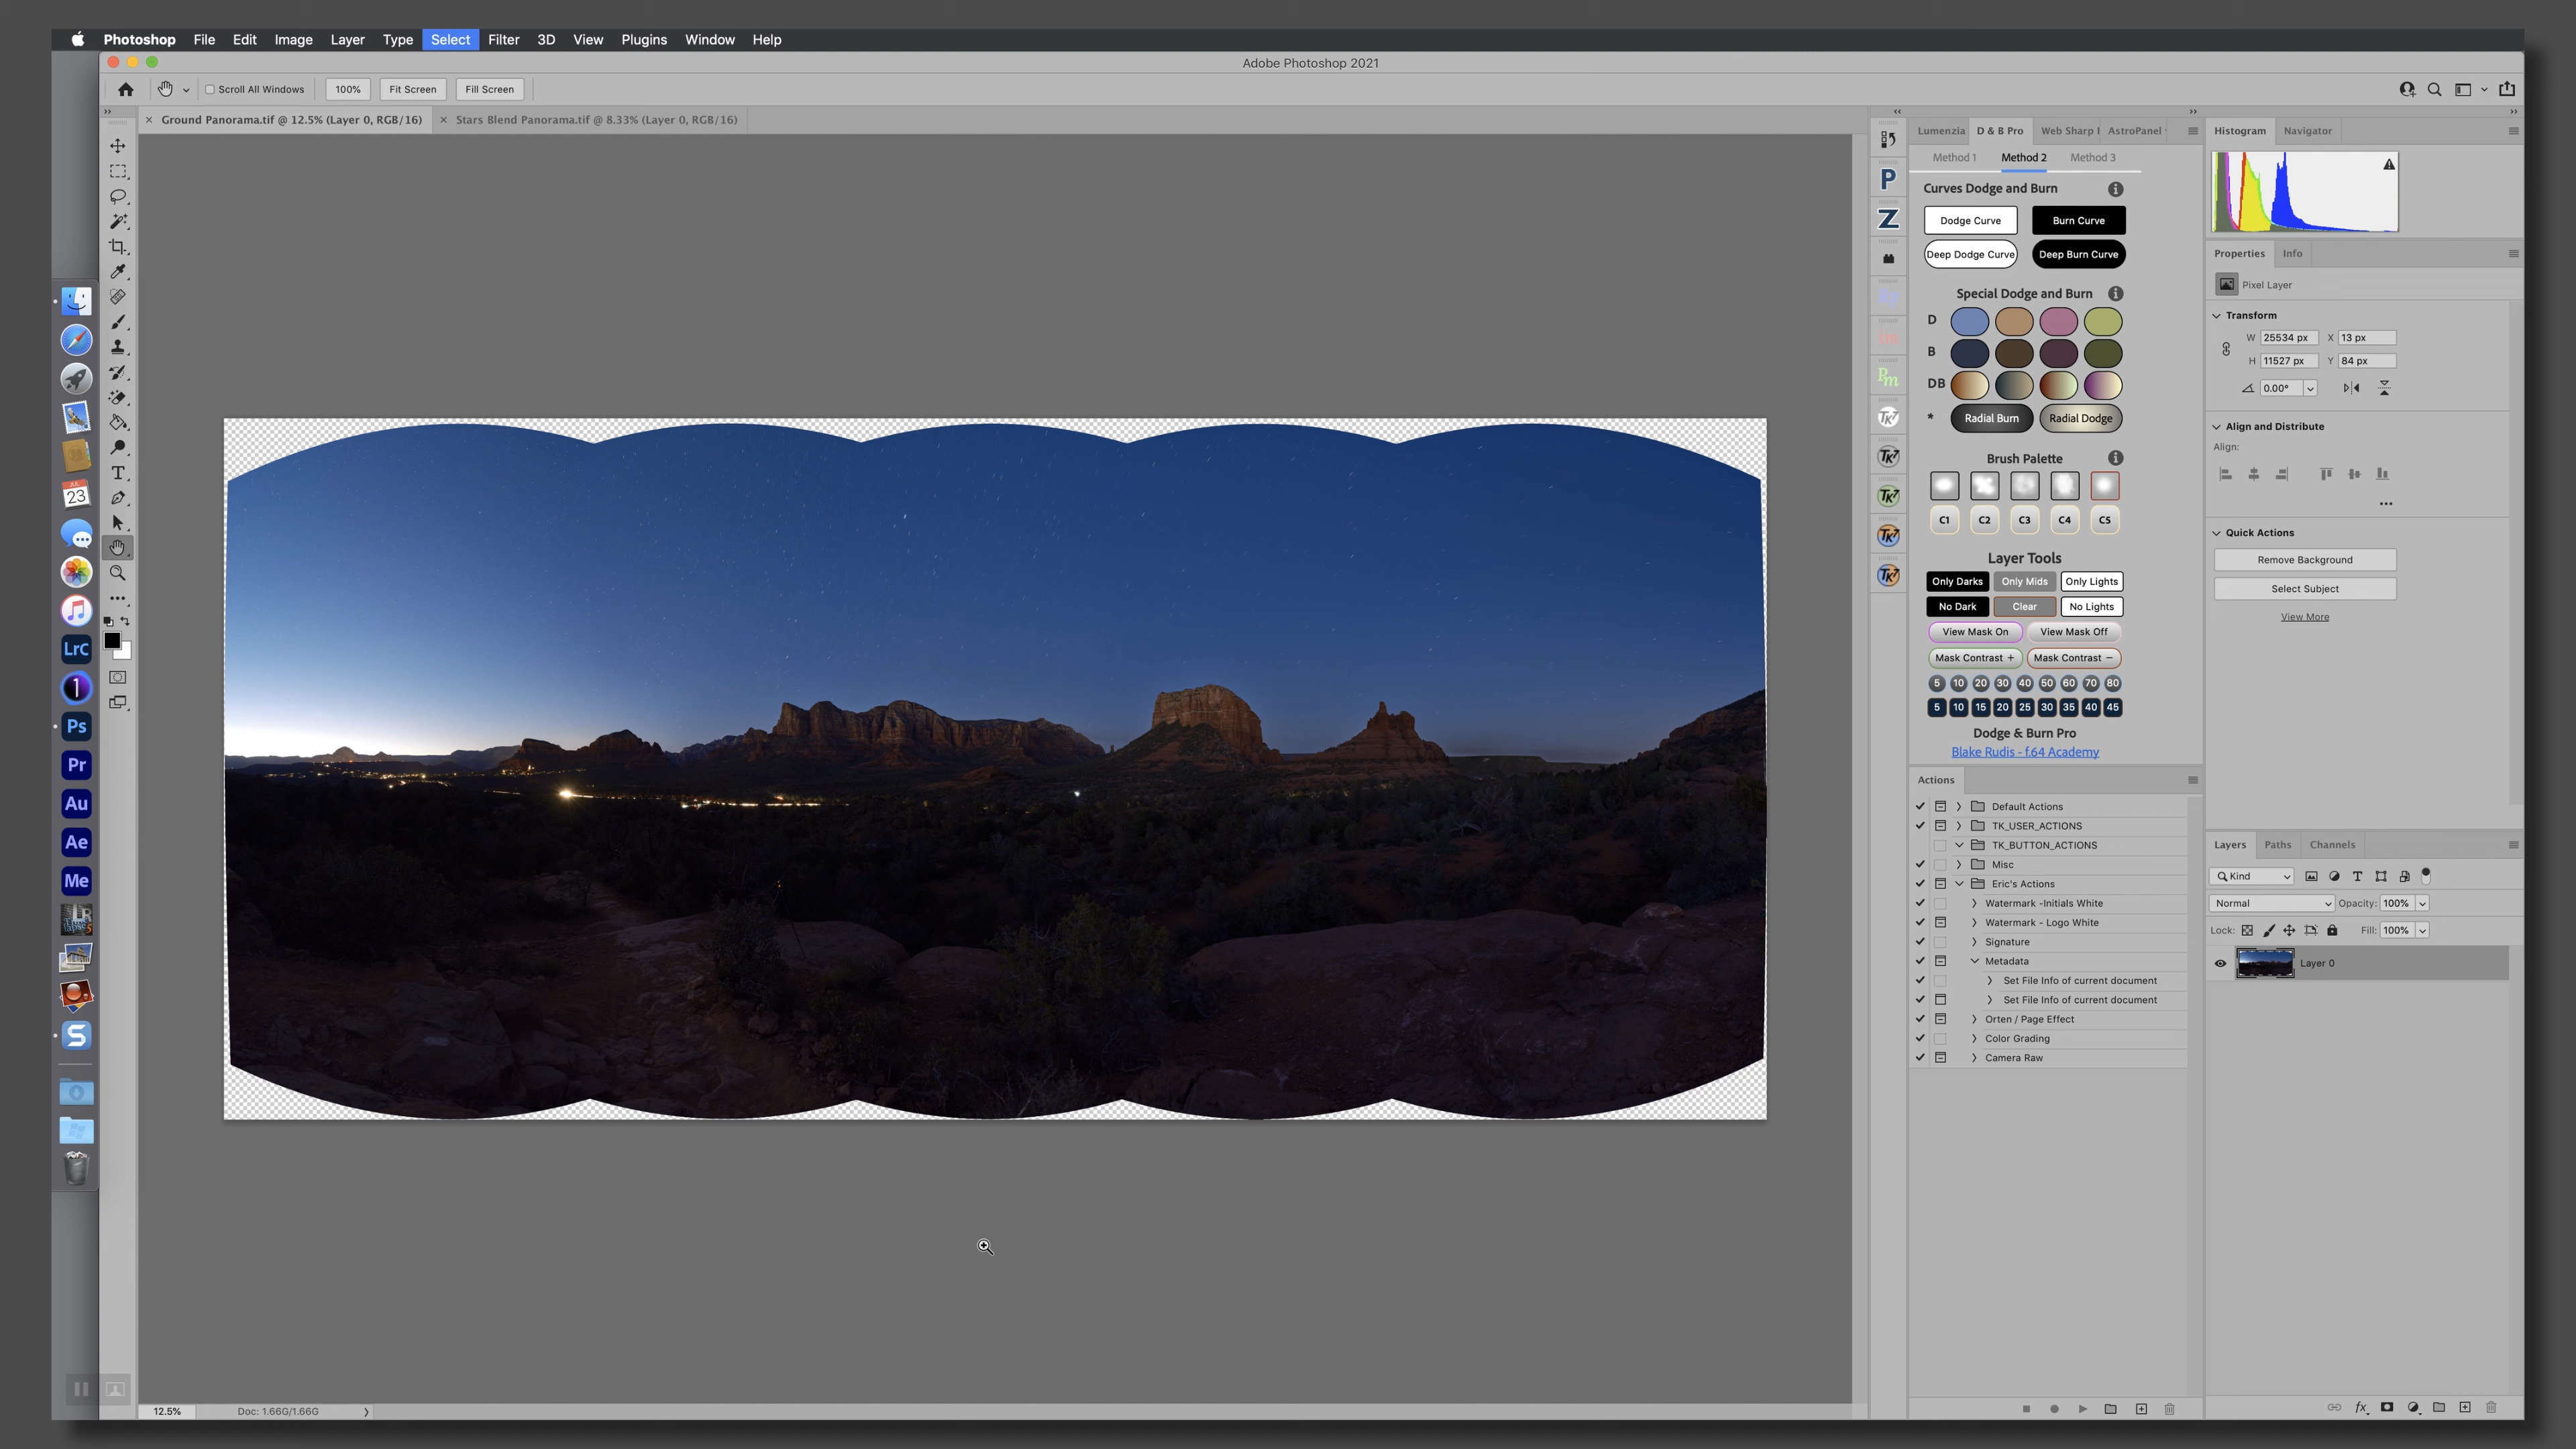 Photoshop File Edit Image Layer Type Select Filter 3D View Plugins Window Help
Adobe Photoshop 2021
Scroll All Windows 100% Fit Screen Fill Screen
× Ground Panorama.tif @ 12.5% (Layer 0, RGB/16) × Stars Blend Panorama.tif @ 8.33% (Layer 0, RGB/16)
JUL
23
LrC
1
Ps
Pr
Au
Ae
Me
S
T
12.5% Doc: 1.66G/1.66G
P
Z
Pm
TK7
TK7
TK7
TK7
TK7
Lumenzia D & B Pro Web Sharp AstroPanel
Method 1 Method 2 Method 3
Curves Dodge and Burn
Dodge Curve Burn Curve
Deep Dodge Curve Deep Burn Curve
Special Dodge and Burn
D
B
DB
* Radial Burn Radial Dodge
Brush Palette
C1 C2 C3 C4 C5
Layer Tools
Only Darks Only Mids Only Lights
No Dark Clear No Lights
View Mask On View Mask Off
Mask Contrast + Mask Contrast −
5 10 20 30 40 50 60 70 80
5 10 15 20 25 30 35 40 45
Dodge & Burn Pro
Blake Rudis - f.64 Academy
Actions
Default Actions
TK_USER_ACTIONS
TK_BUTTON_ACTIONS
Misc
Eric's Actions
Watermark -Initials White
Watermark - Logo White
Signature
Metadata
Set File Info of current document
Set File Info of current document
Orten / Page Effect
Color Grading
Camera Raw
Histogram Navigator
Properties Info
Pixel Layer
Transform
W 25534 px X 13 px
H 11527 px Y 84 px
0.00°
Align and Distribute
Align:
Quick Actions
Remove Background
Select Subject
View More
Layers Paths Channels
Kind
Normal Opacity: 100%
Lock: Fill: 100%
Layer 0
fx